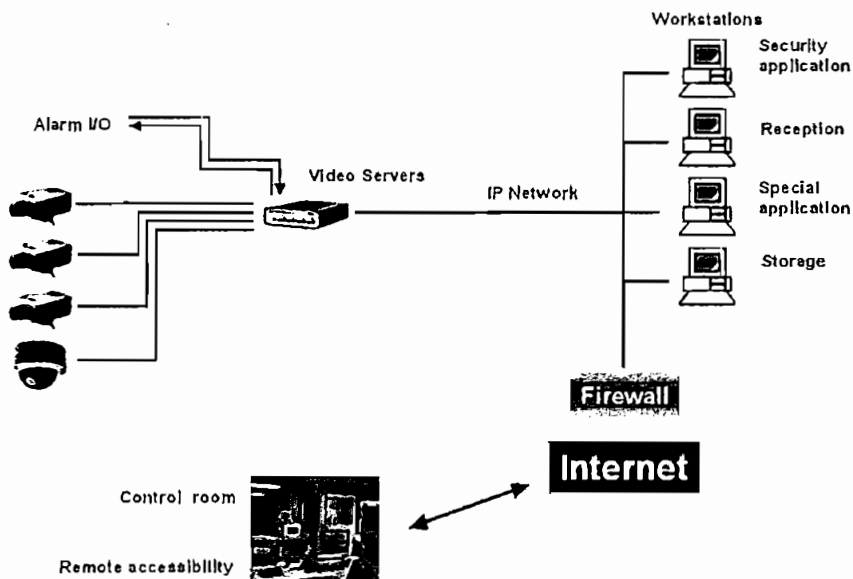 Workstations
Security
application
Alarm I/O
Reception
Video Servers
IP Network
Special
application
Storage
Firewall
Internet
Control room
Remote accessibility